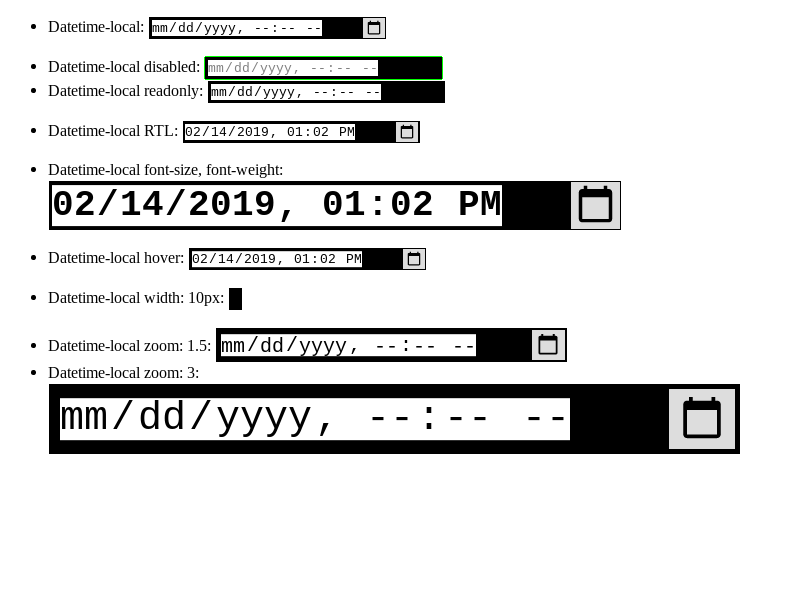 Datetime-local: mm/dd/yyyy, --:-- --
Datetime-local disabled: mm/dd/yyyy, --:-- --
Datetime-local readonly: mm/dd/yyyy, --:-- --
Datetime-local RTL: 02/14/2019, 01:02 PM
Datetime-local font-size, font-weight:
02/14/2019, 01:02 PM
Datetime-local hover: 02/14/2019, 01:02 PM
Datetime-local width: 10px:
Datetime-local zoom: 1.5: mm/dd/yyyy, --:-- --
Datetime-local zoom: 3:
mm/dd/yyyy, --:-- --